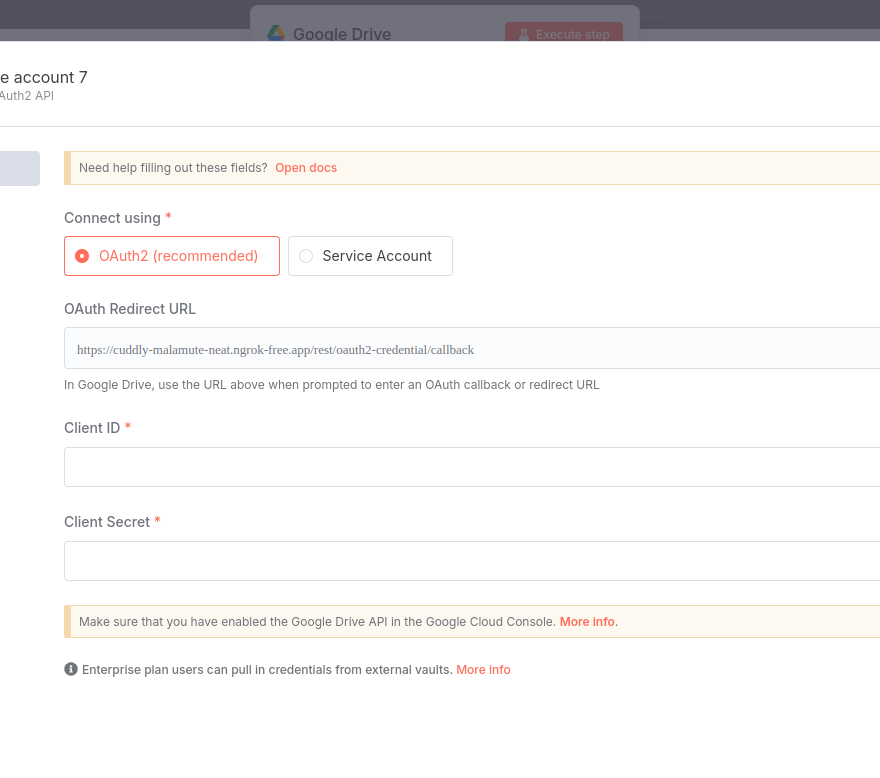 Google Drive
Execute step
e account 7
Auth2 API
Need help filling out these fields? Open docs
Connect using *
OAuth2 (recommended)
Service Account
OAuth Redirect URL
https://cuddly-malamute-neat.ngrok-free.app/rest/oauth2-credential/callback
In Google Drive, use the URL above when prompted to enter an OAuth callback or redirect URL
Client ID *
Client Secret *
Make sure that you have enabled the Google Drive API in the Google Cloud Console. More info.
Enterprise plan users can pull in credentials from external vaults. More info